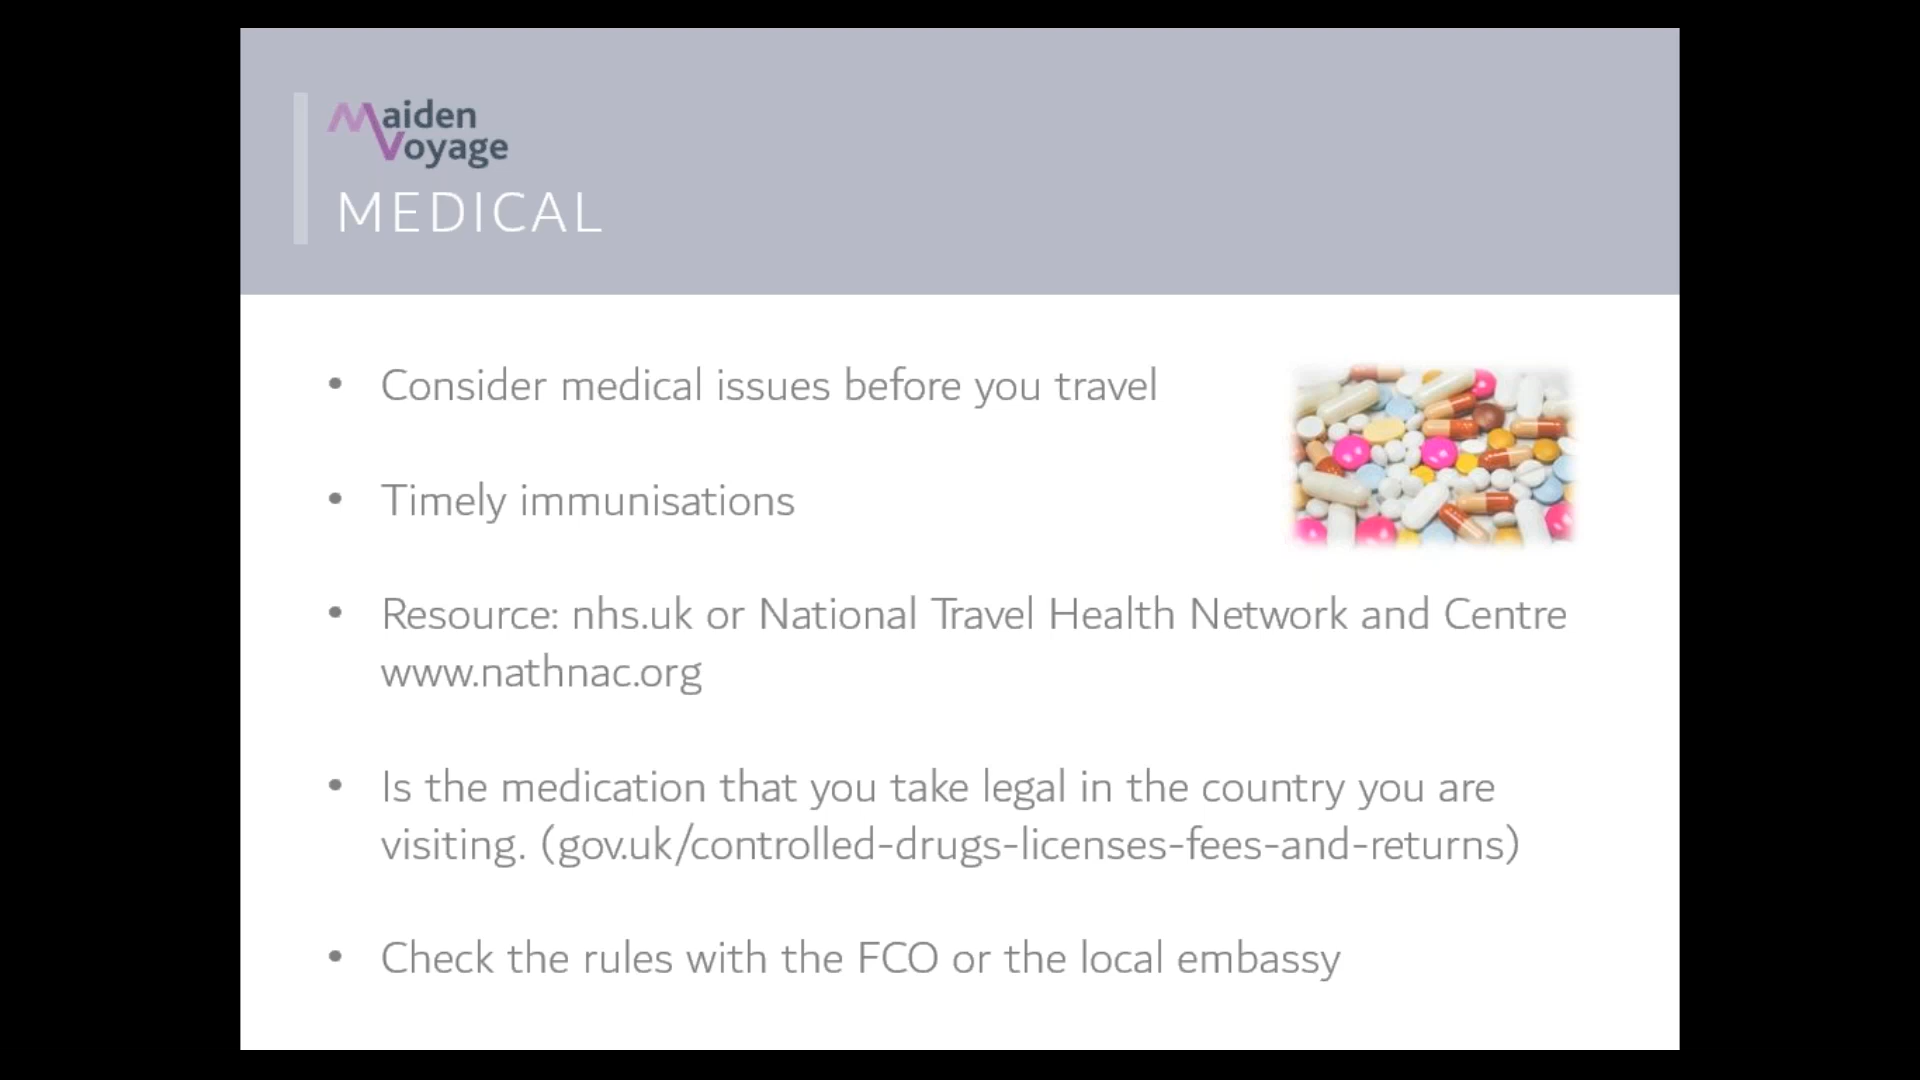 Maiden
Voyage
MEDICAL
• Consider medical issues before you travel
• Timely immunisations
• Resource: nhs.uk or National Travel Health Network and Centre
www.nathnac.org
• Is the medication that you take legal in the country you are
visiting. (gov.uk/controlled-drugs-licenses-fees-and-returns)
• Check the rules with the FCO or the local embassy